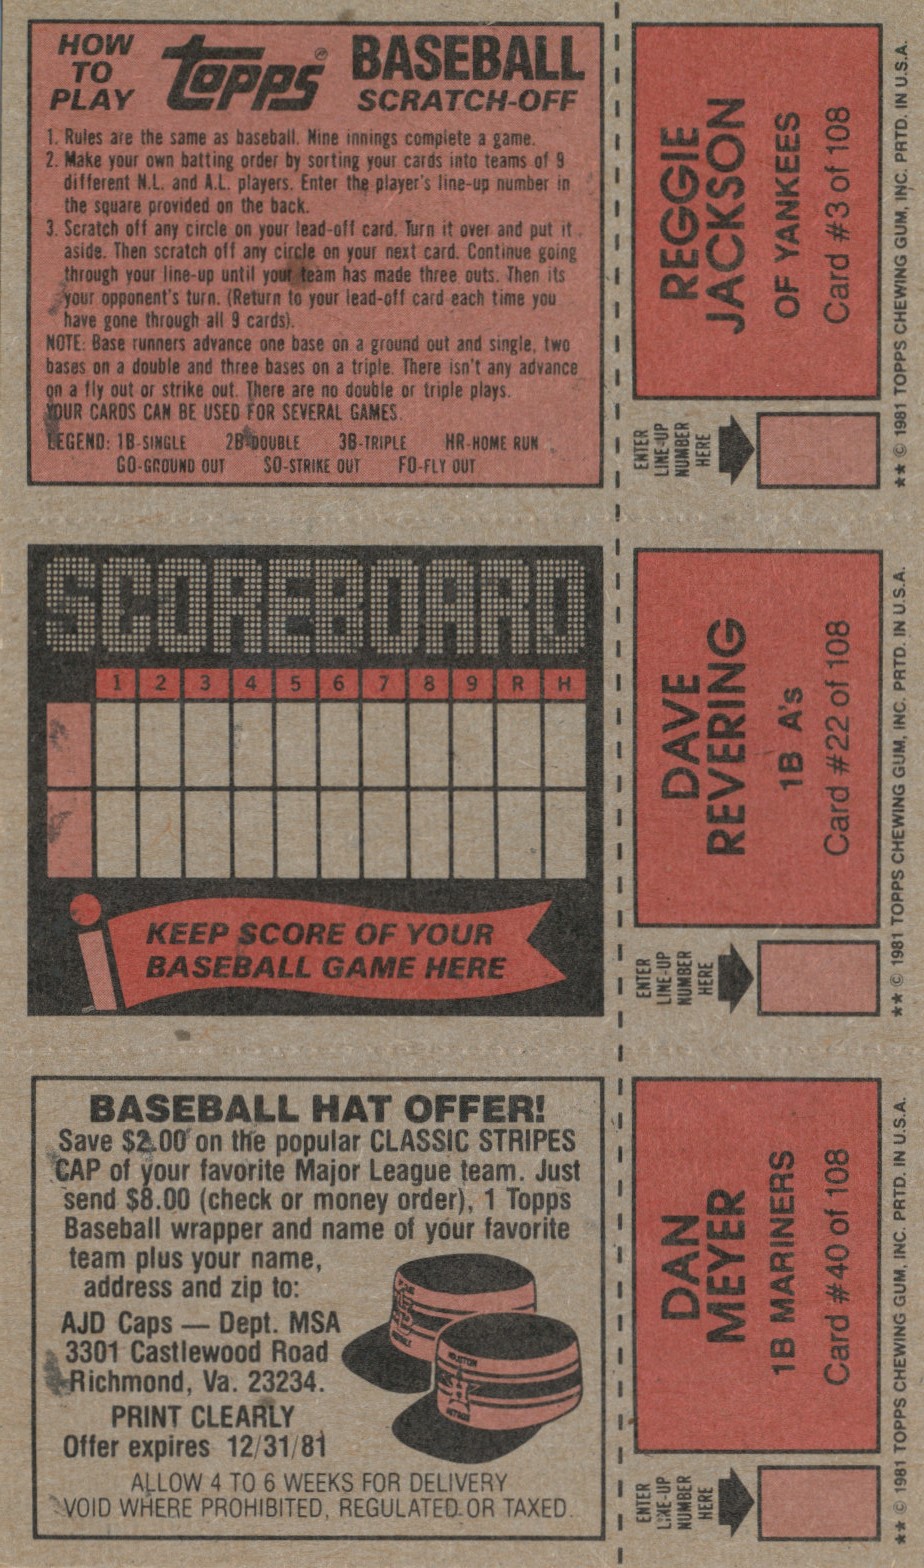 HOW
TO
PLAY
Topps®
BASEBALL
SCRATCH-OFF
1. Rules are the same as baseball. Nine innings complete a game.
2. Make your own batting order by sorting your cards into teams of 9
different N.L. and A.L. players. Enter the player's line-up number in
the square provided on the back.
3. Scratch off any circle on your lead-off card. Turn it over and put it
aside. Then scratch off any circle on your next card. Continue going
through your line-up until your team has made three outs. Then its
your opponent's turn. (Return to your lead-off card each time you
have gone through all 9 cards).
NOTE: Base runners advance one base on a ground out and single, two
bases on a double and three bases on a triple. There isn't any advance
on a fly out or strike out. There are no double or triple plays.
YOUR CARDS CAN BE USED FOR SEVERAL GAMES.
LEGEND: 1B-SINGLE 2B-DOUBLE 3B-TRIPLE HR-HOME RUN
GO-GROUND OUT SO-STRIKE OUT FO-FLY OUT
REGGIE
JACKSON
OF YANKEES
Card #3 of 108
ENTER
LINE-UP
NUMBER
HERE
** © 1981 TOPPS CHEWING GUM, INC. PRTD. IN U.S.A.
SCOREBOARD
1 2 3 4 5 6 7 8 9 R H
KEEP SCORE OF YOUR
BASEBALL GAME HERE
DAVE
REVERING
1B A's
Card #22 of 108
ENTER
LINE-UP
NUMBER
HERE
** © 1981 TOPPS CHEWING GUM, INC. PRTD. IN U.S.A.
BASEBALL HAT OFFER!
Save $2.00 on the popular CLASSIC STRIPES
CAP of your favorite Major League team. Just
send $8.00 (check or money order), 1 Topps
Baseball wrapper and name of your favorite
team plus your name,
address and zip to:
AJD Caps — Dept. MSA
3301 Castlewood Road
Richmond, Va. 23234.
PRINT CLEARLY
Offer expires 12/31/81
ALLOW 4 TO 6 WEEKS FOR DELIVERY
VOID WHERE PROHIBITED, REGULATED OR TAXED.
DAN
MEYER
1B MARINERS
Card #40 of 108
ENTER
LINE-UP
NUMBER
HERE
** © 1981 TOPPS CHEWING GUM, INC. PRTD. IN U.S.A.